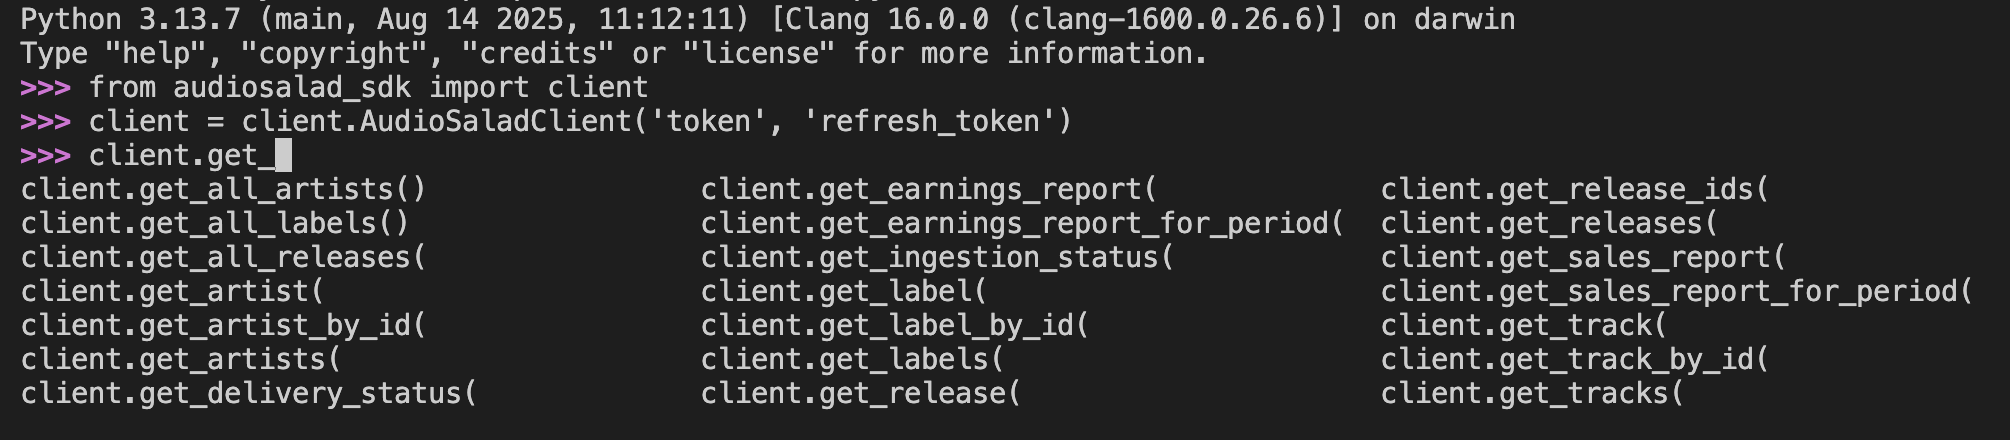 Python 3.13.7 (main, Aug 14 2025, 11:12:11) [Clang 16.0.0 (clang-1600.0.26.6)] on darwin
Type "help", "copyright", "credits" or "license" for more information.
>>> from audiosalad_sdk import client
>>> client = client.AudioSaladClient('token', 'refresh_token')
>>> client.get_
client.get_all_artists() client.get_earnings_report( client.get_release_ids(
client.get_all_labels() client.get_earnings_report_for_period( client.get_releases(
client.get_all_releases( client.get_ingestion_status( client.get_sales_report(
client.get_artist( client.get_label( client.get_sales_report_for_period(
client.get_artist_by_id( client.get_label_by_id( client.get_track(
client.get_artists( client.get_labels( client.get_track_by_id(
client.get_delivery_status( client.get_release( client.get_tracks(